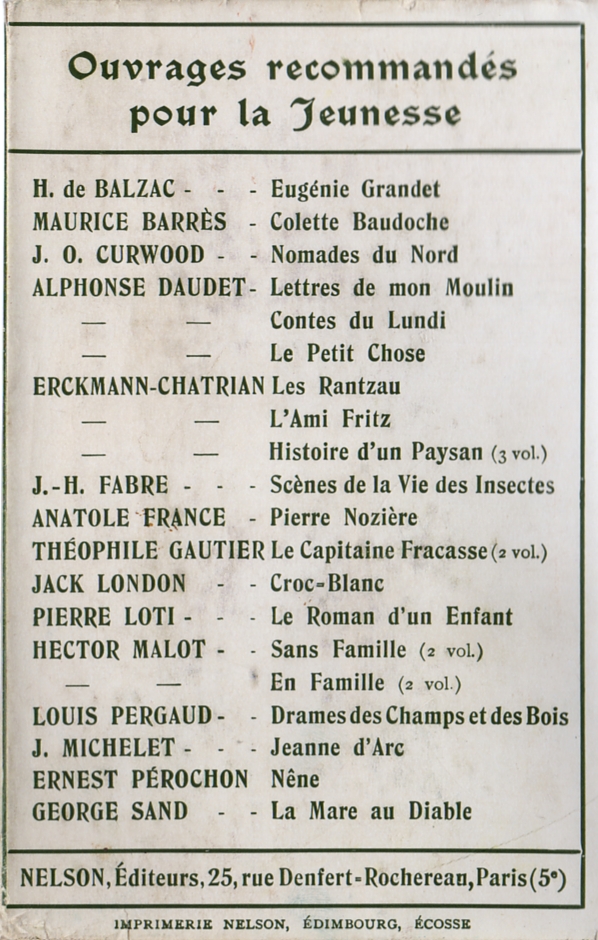 Ouvrages recommandés
pour la Jeunesse
H. de BALZAC - - - Eugénie Grandet
MAURICE BARRÈS - Colette Baudoche
J. O. CURWOOD - - Nomades du Nord
ALPHONSE DAUDET - Lettres de mon Moulin
— — Contes du Lundi
— — Le Petit Chose
ERCKMANN-CHATRIAN Les Rantzau
— — L'Ami Fritz
— — Histoire d'un Paysan (3 vol.)
J.-H. FABRE - - - Scènes de la Vie des Insectes
ANATOLE FRANCE - Pierre Nozière
THÉOPHILE GAUTIER Le Capitaine Fracasse (2 vol.)
JACK LONDON - - Croc-Blanc
PIERRE LOTI - - - Le Roman d'un Enfant
HECTOR MALOT - - Sans Famille (2 vol.)
— — En Famille (2 vol.)
LOUIS PERGAUD - - Drames des Champs et des Bois
J. MICHELET - - - Jeanne d'Arc
ERNEST PÉROCHON Nêne
GEORGE SAND - - La Mare au Diable
NELSON, Éditeurs, 25, rue Denfert-Rochereau, Paris (5e)
IMPRIMERIE NELSON, ÉDIMBOURG, ÉCOSSE